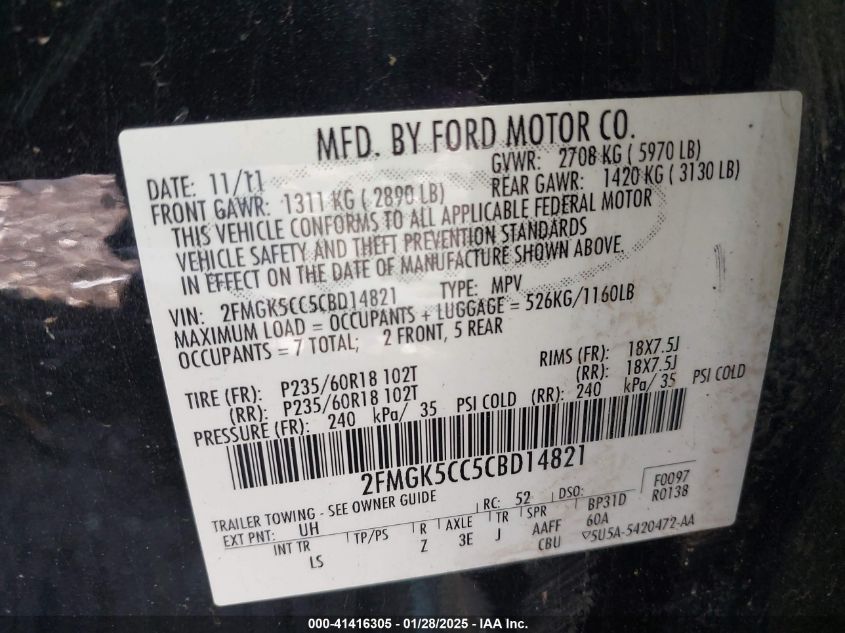 MFD. BY FORD MOTOR CO.
DATE: 11/11 GVWR: 2708 KG ( 5970 LB)
FRONT GAWR: 1311 KG ( 2890 LB) REAR GAWR: 1420 KG ( 3130 LB)
THIS VEHICLE CONFORMS TO ALL APPLICABLE FEDERAL MOTOR
VEHICLE SAFETY AND THEFT PREVENTION STANDARDS
IN EFFECT ON THE DATE OF MANUFACTURE SHOWN ABOVE.
VIN: 2FMGK5CC5CBD14821 TYPE: MPV
MAXIMUM LOAD = OCCUPANTS + LUGGAGE = 526KG/1160LB
OCCUPANTS = 7 TOTAL; 2 FRONT, 5 REAR
TIRE (FR): P235/60R18 102T RIMS (FR): 18X7.5J
(RR): P235/60R18 102T (RR): 18X7.5J
PRESSURE (FR): 240 kPa/ 35 PSI COLD (RR): 240 kPa/ 35 PSI COLD
2FMGK5CC5CBD14821
TRAILER TOWING - SEE OWNER GUIDE
EXT PNT: UH RC: 52 DSO: F0097
INT TR TP/PS R AXLE TR SPR BP31D R0138
LS Z 3E J AAFF 60A
CBU ▽5U5A-5420472-AA
000-41416305 - 01/28/2025 - IAA Inc.